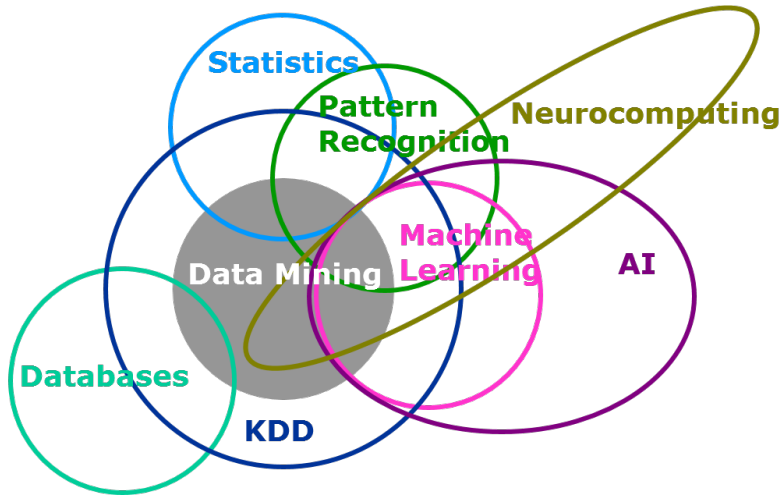 Statistics
Pattern
Recognition
Neurocomputing
Machine
Learning
AI
Data Mining
Databases
KDD